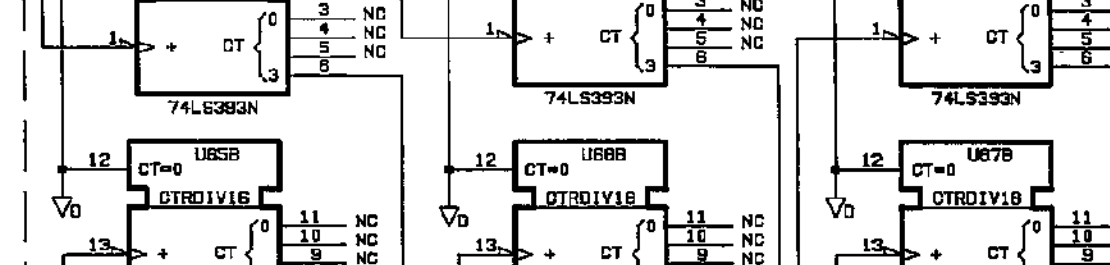 3 NC 3 NC 3
0 4 NC 0 4 NC 0 4
1 + CT 5 NC 1 + CT 5 NC 1 + CT 5
3 6 3 6 3 6
74LS393N 74LS393N 74LS393N
U65B U66B U67B
12 CT=0 12 CT=0 12 CT=0
CTRDIV16 CTRDIV16 CTRDIV16
D D D
0 11 NC 0 11 NC 0 11
10 NC 10 NC 10
13 + CT 9 NC 13 + CT 9 NC 13 + CT 9